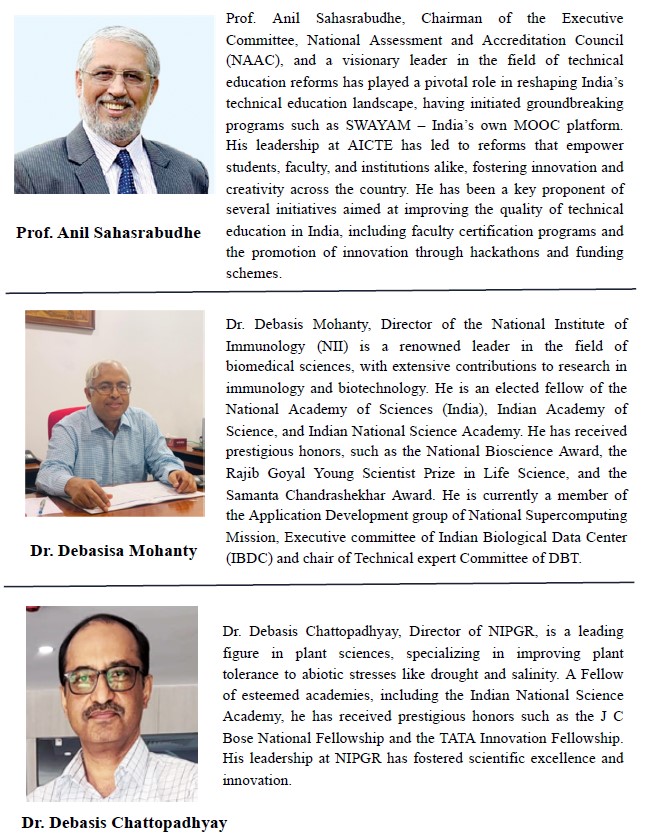 Prof. Anil Sahasrabudhe, Chairman of the Executive
Committee, National Assessment and Accreditation Council
(NAAC), and a visionary leader in the field of technical
education reforms has played a pivotal role in reshaping India’s
technical education landscape, having initiated groundbreaking
programs such as SWAYAM – India’s own MOOC platform.
His leadership at AICTE has led to reforms that empower
students, faculty, and institutions alike, fostering innovation and
creativity across the country. He has been a key proponent of
several initiatives aimed at improving the quality of technical
education in India, including faculty certification programs and
the promotion of innovation through hackathons and funding
schemes.
Prof. Anil Sahasrabudhe
Dr. Debasis Mohanty, Director of the National Institute of
Immunology (NII) is a renowned leader in the field of
biomedical sciences, with extensive contributions to research in
immunology and biotechnology. He is an elected fellow of the
National Academy of Sciences (India), Indian Academy of
Science, and Indian National Science Academy. He has received
prestigious honors, such as the National Bioscience Award, the
Rajib Goyal Young Scientist Prize in Life Science, and the
Samanta Chandrashekhar Award. He is currently a member of
the Application Development group of National Supercomputing
Mission, Executive committee of Indian Biological Data Center
(IBDC) and chair of Technical expert Committee of DBT.
Dr. Debasisa Mohanty
Dr. Debasis Chattopadhyay, Director of NIPGR, is a leading
figure in plant sciences, specializing in improving plant
tolerance to abiotic stresses like drought and salinity. A Fellow
of esteemed academies, including the Indian National Science
Academy, he has received prestigious honors such as the J C
Bose National Fellowship and the TATA Innovation Fellowship.
His leadership at NIPGR has fostered scientific excellence and
innovation.
Dr. Debasis Chattopadhyay